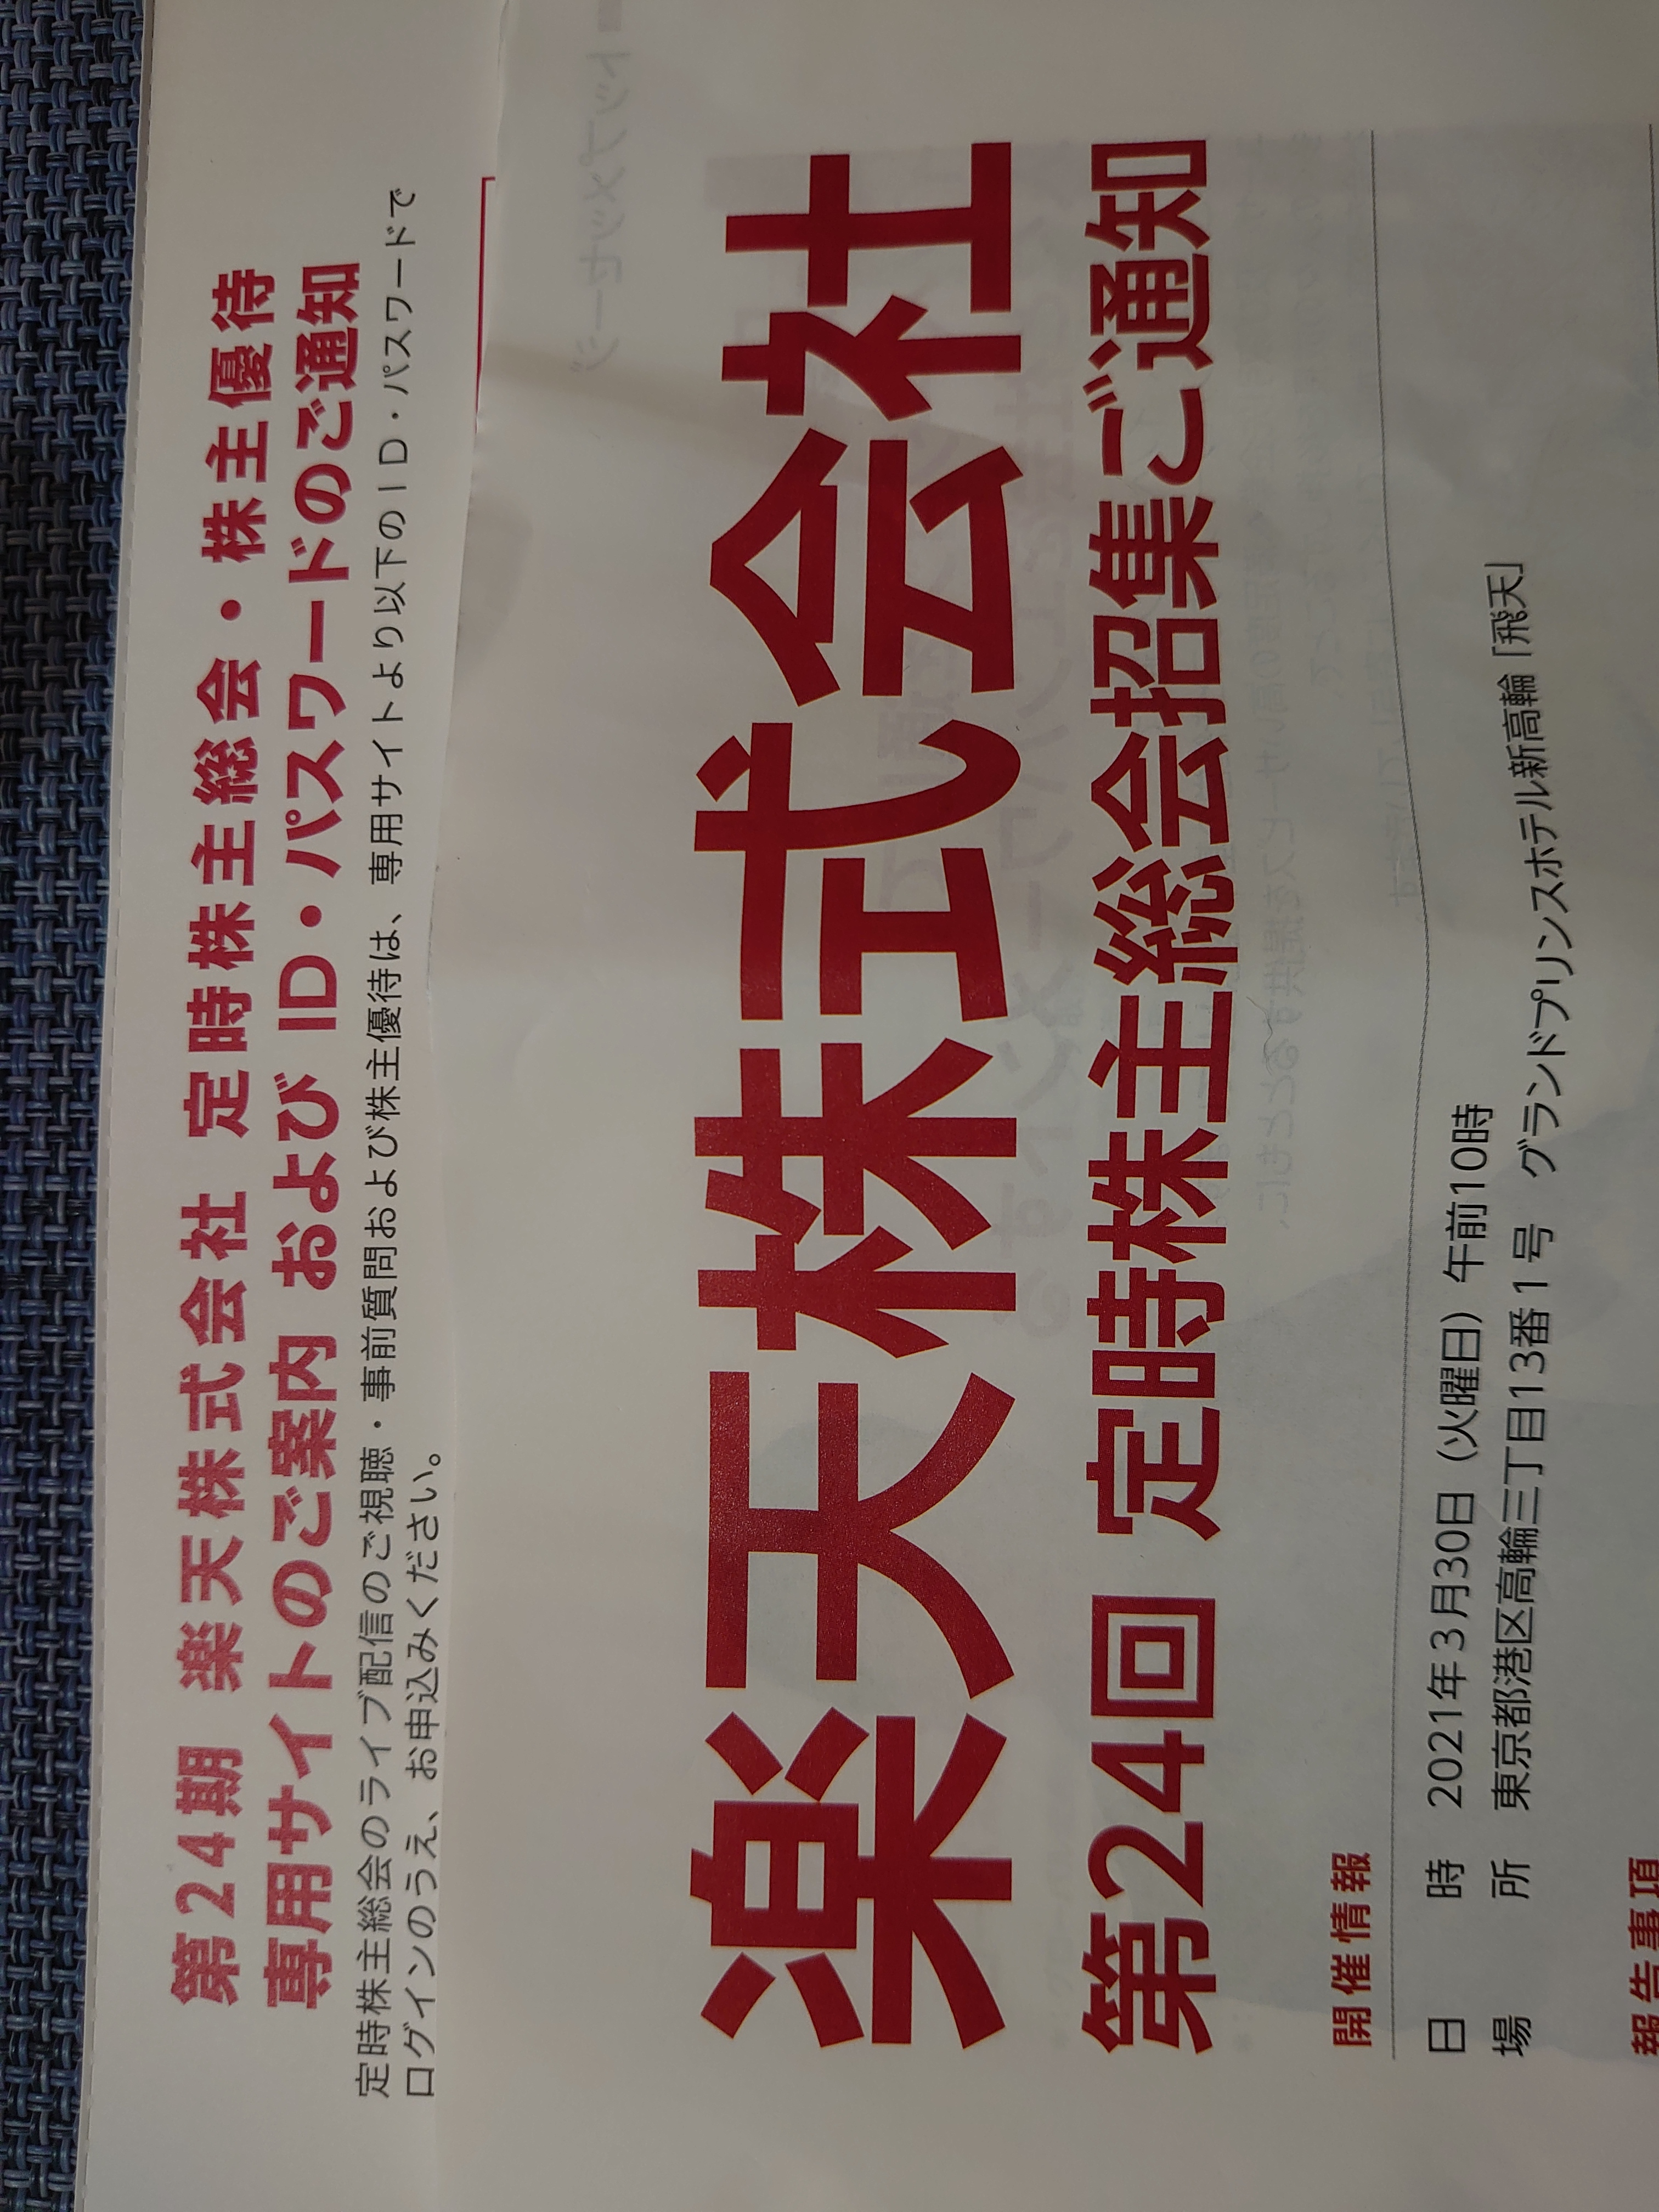 第24期 楽天株式会社 定時株主総会・株主優待
専用サイトのご案内 および ID・パスワードのご通知
定時株主総会のライブ配信のご視聴・事前質問および株主優待は、専用サイトより以下のＩＤ・パスワードで
ログインのうえ、お申込みください。
楽天株式会社
第24回 定時株主総会招集ご通知
開催情報
日 時 2021年３月30日（火曜日）午前10時
場 所 東京都港区高輪三丁目13番１号 グランドプリンスホテル新高輪「飛天」
報告事項